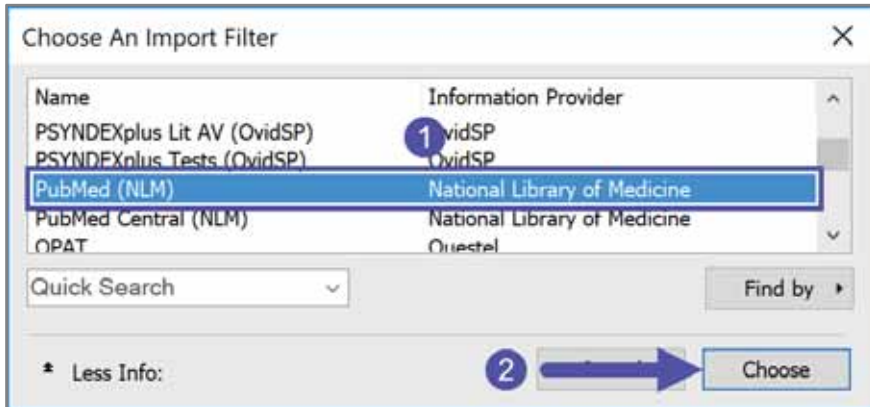 Choose An Import Filter
Name Information Provider
PSYNDEXplus Lit AV (OvidSP) vidSP
1
PSYNDEXplus Tests (OvidSP) OvidSP
PubMed (NLM) National Library of Medicine
PubMed Central (NLM) National Library of Medicine
QPAT Questel
Quick Search Find by
Less Info: 2 Choose